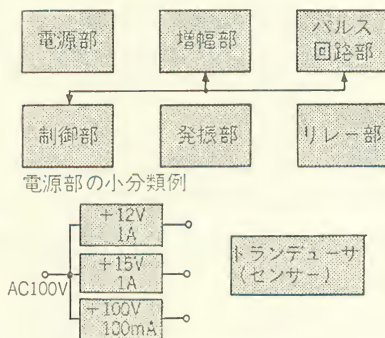 電源部
増幅部
パルス
回路部
制御部
発振部
リレー部
電源部の小分類例
+12V
1A
+15V
1A
+100V
100mA
AC100V
トランデューサ
(センサー)